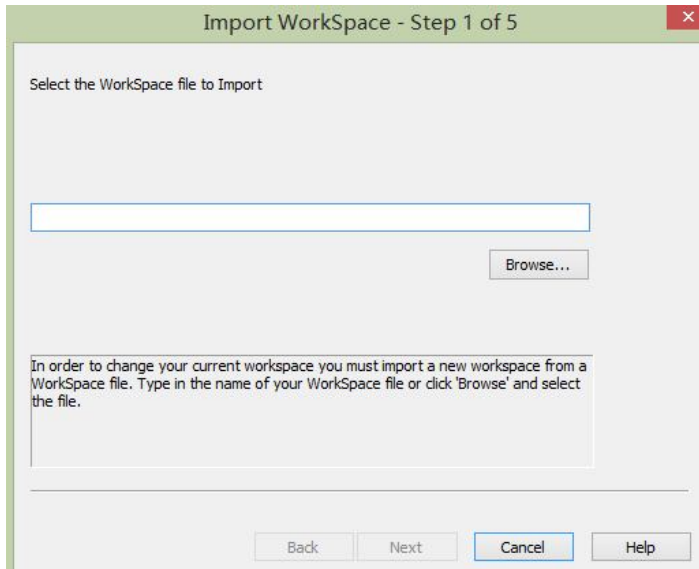 Import WorkSpace - Step 1 of 5
Select the WorkSpace file to Import
Browse...
In order to change your current workspace you must import a new workspace from a
WorkSpace file. Type in the name of your WorkSpace file or click 'Browse' and select
the file.
Back Next Cancel Help